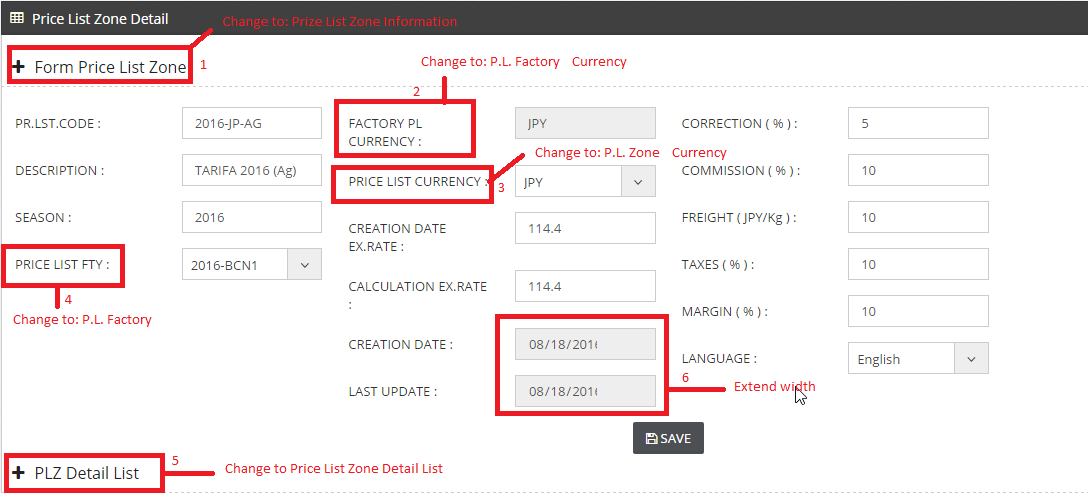 Price List Zone Detail
Change to: Prize List Zone Information
Form Price List Zone
1
Change to: P.L. Factory Currency
2
PR.LST.CODE :
2016-JP-AG
FACTORY PL
CURRENCY :
JPY
CORRECTION ( % ) :
5
Change to: P.L. Zone Currency
DESCRIPTION :
TARIFA 2016 (Ag)
PRICE LIST CURRENCY :
3
JPY
COMMISSION ( % ) :
10
SEASON :
2016
CREATION DATE
EX.RATE :
114.4
FREIGHT ( JPY/Kg ) :
10
PRICE LIST FTY :
2016-BCN1
TAXES ( % ) :
10
4
Change to: P.L. Factory
CALCULATION EX.RATE
:
114.4
MARGIN ( % ) :
10
CREATION DATE :
08/18/2016
LANGUAGE :
English
LAST UPDATE :
08/18/2016
6
Extend width
SAVE
5
PLZ Detail List
Change to Price List Zone Detail List